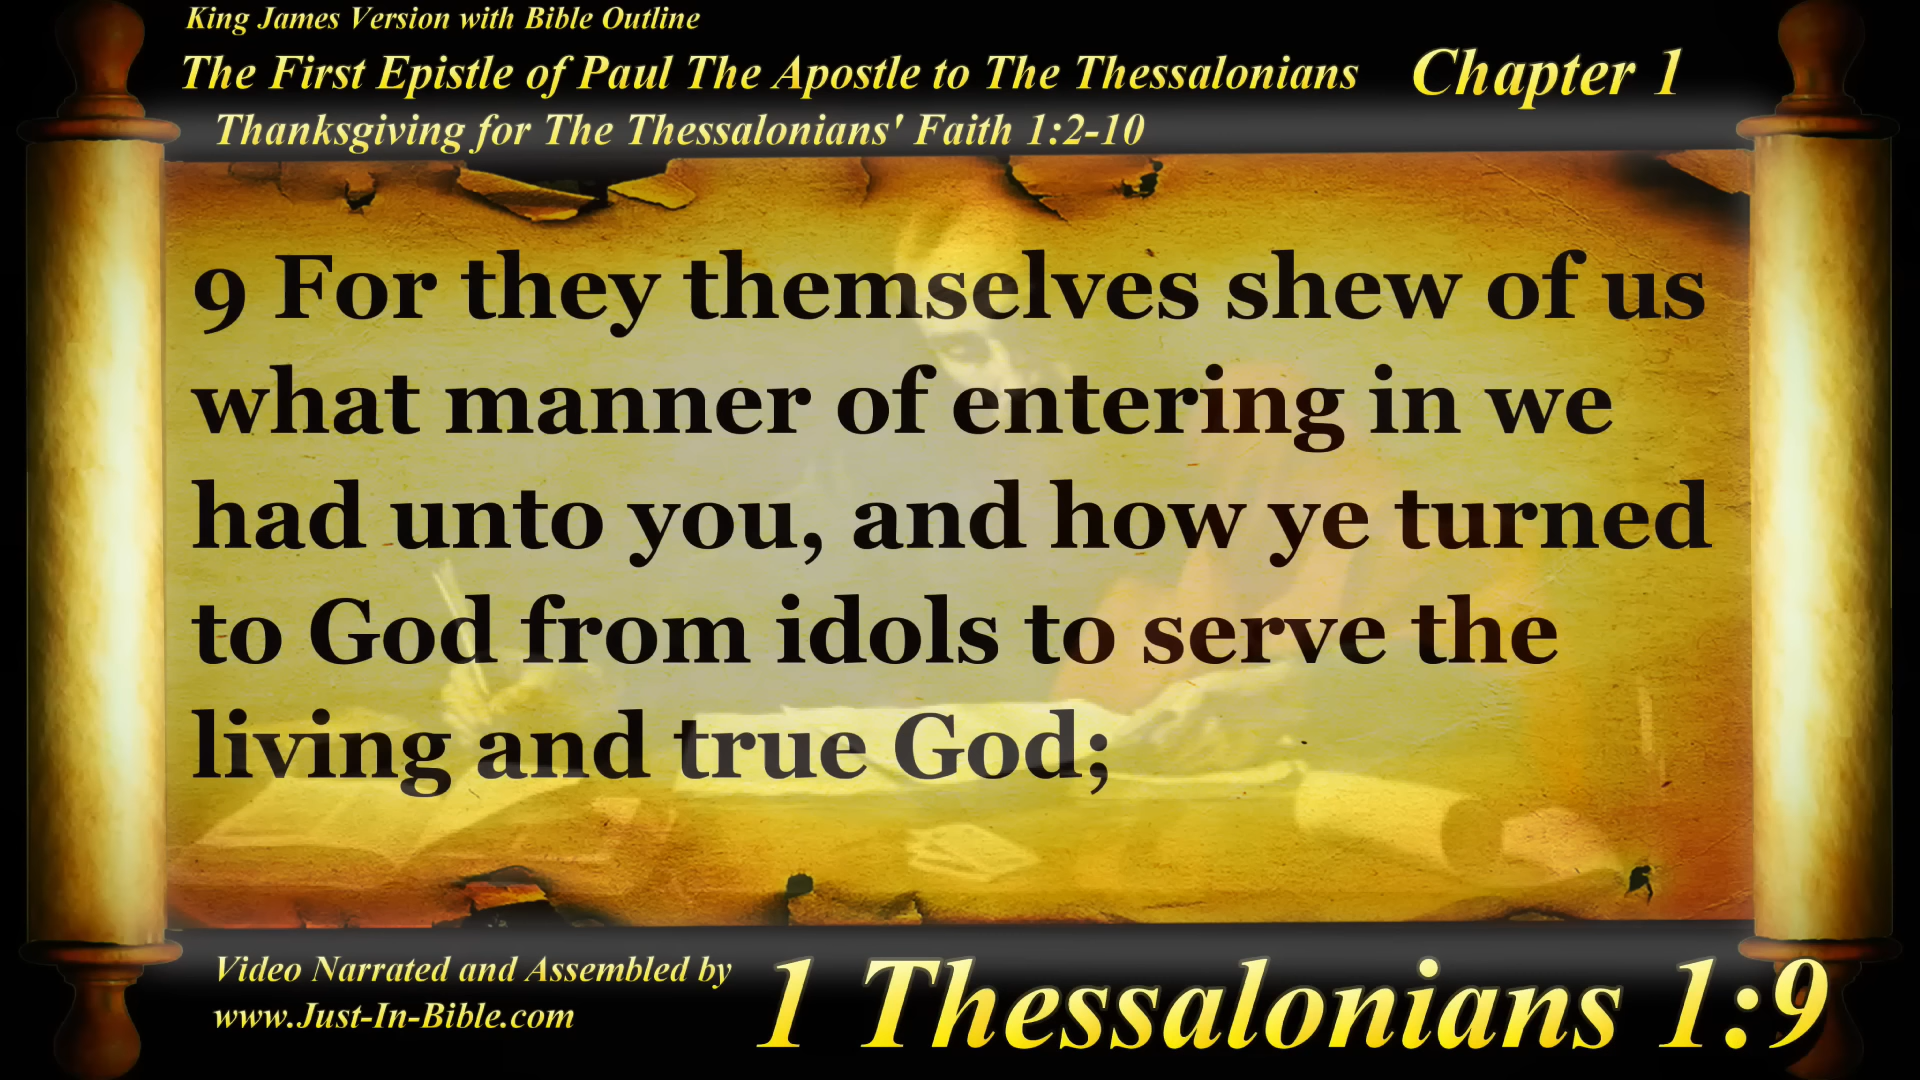 King James Version with Bible Outline
The First Epistle of Paul The Apostle to The Thessalonians Chapter 1
Thanksgiving for The Thessalonians' Faith 1:2-10
9 For they themselves shew of us
what manner of entering in we
had unto you, and how ye turned
to God from idols to serve the
living and true God;
Video Narrated and Assembled by
www.Just-In-Bible.com
1 Thessalonians 1:9